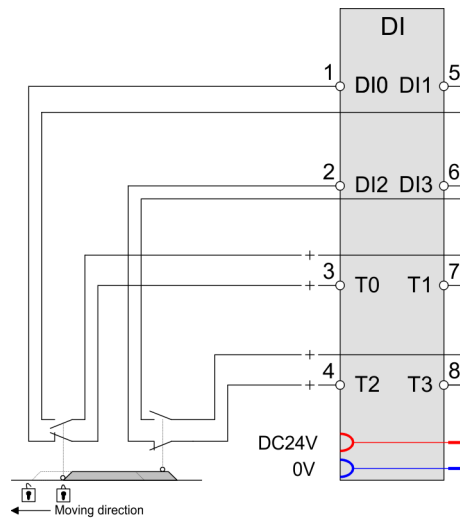 DI
1 DI0 DI1 5
2 DI2 DI3 6
3 T0 T1 7
4 T2 T3 8
DC24V
0V
Moving direction